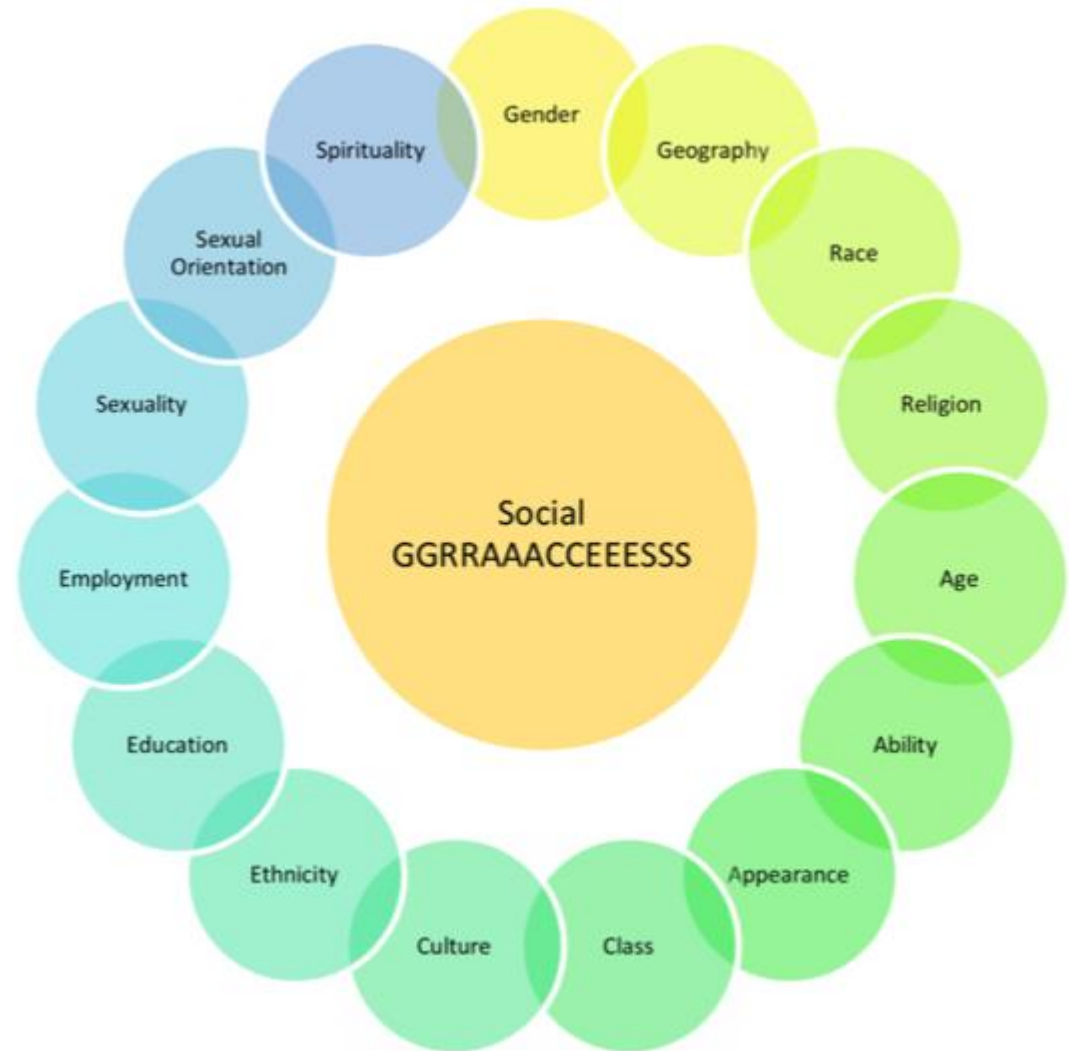 Gender
Geography
Race
Religion
Age
Ability
Appearance
Class
Culture
Ethnicity
Education
Employment
Sexuality
Sexual
Orientation
Spirituality
Social
GGRRAAACCEEESSS